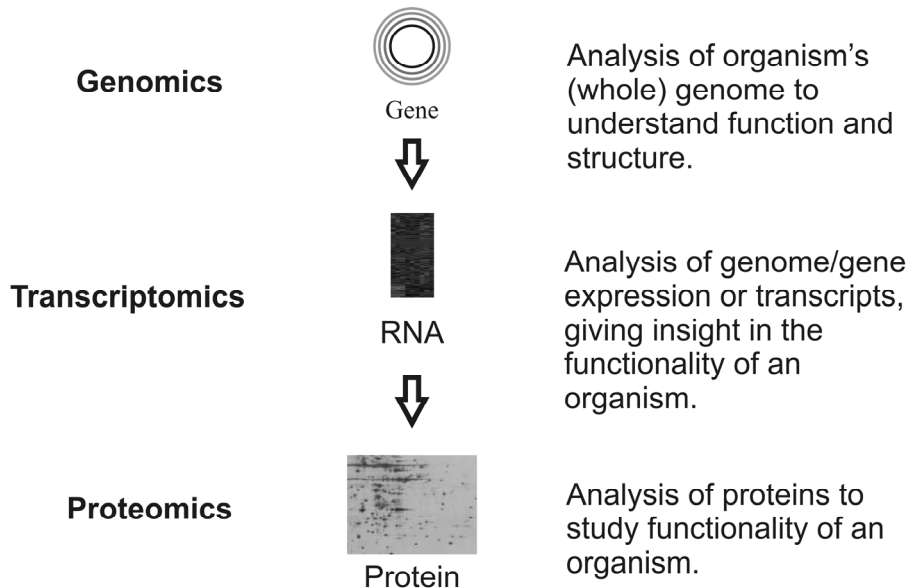 Genomics
Gene
Analysis of organism’s
(whole) genome to
understand function and
structure.
Transcriptomics
RNA
Analysis of genome/gene
expression or transcripts,
giving insight in the
functionality of an
organism.
Proteomics
Protein
Analysis of proteins to
study functionality of an
organism.